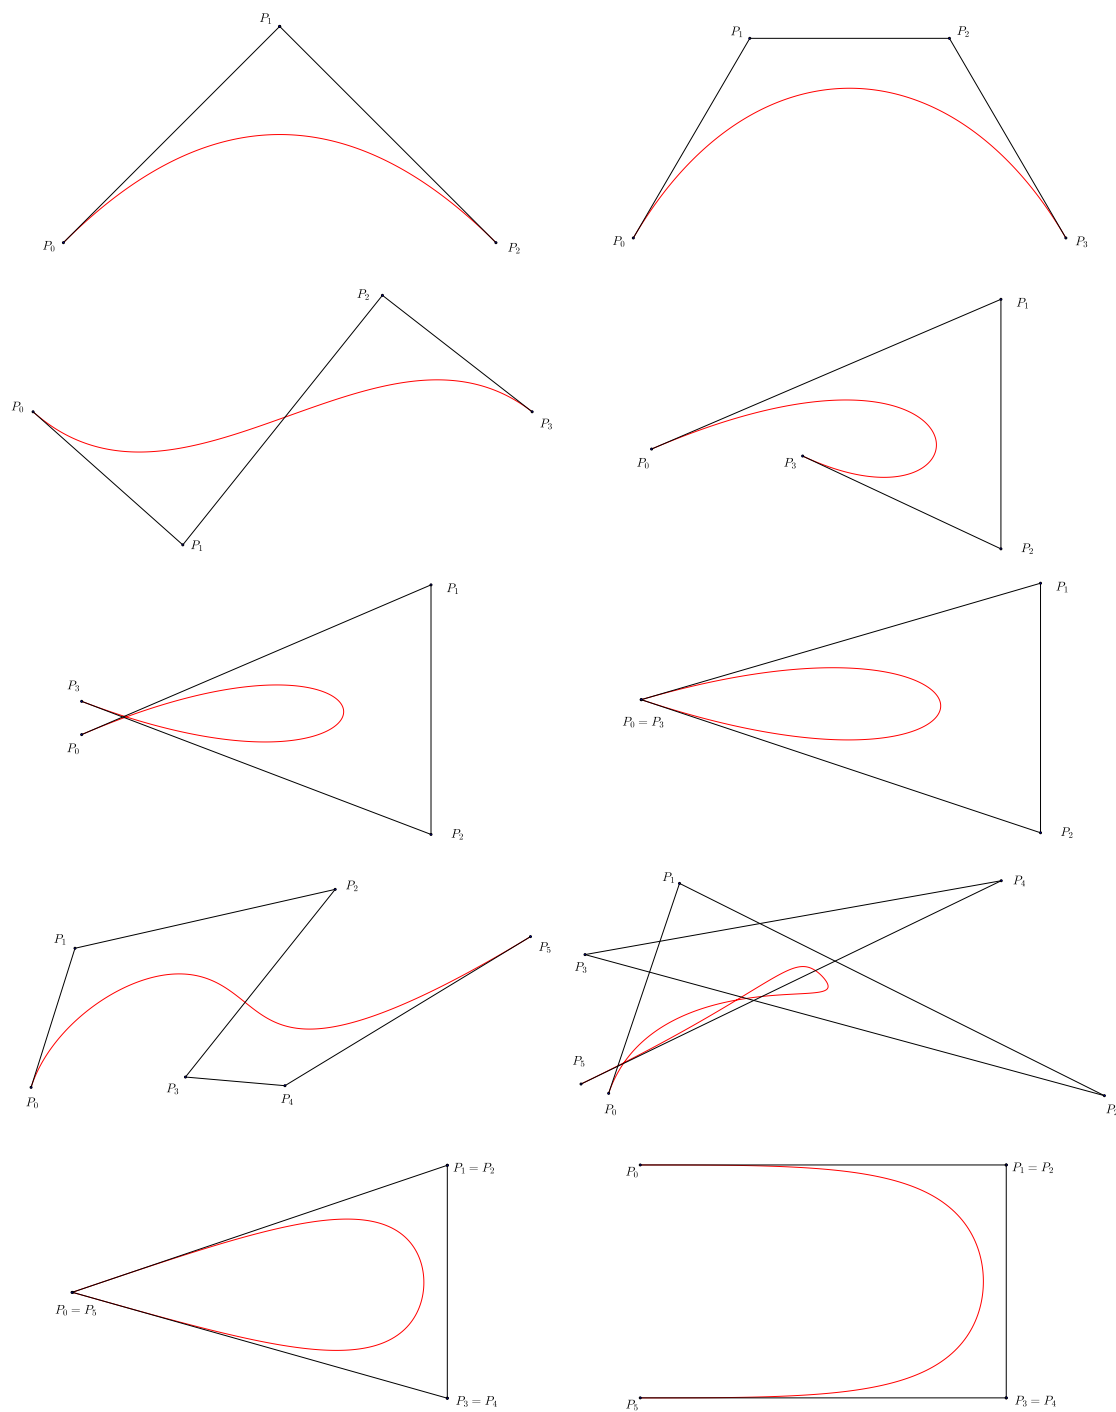 P₁
P₀
P₂
P₁
P₂
P₀
P₃
P₂
P₀
P₃
P₁
P₁
P₀
P₃
P₂
P₁
P₃
P₀
P₂
P₁
P₀ = P₃
P₂
P₂
P₁
P₅
P₃
P₀
P₄
P₁
P₄
P₃
P₅
P₀
P₁ = P₂
P₀ = P₅
P₃ = P₄
P₀
P₁ = P₂
P₅
P₃ = P₄